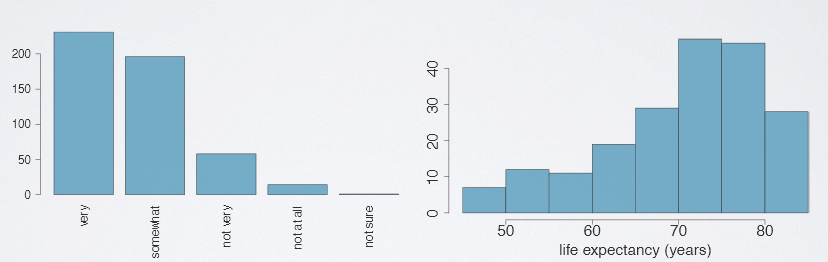 200
150
100
50
0
very
somewhat
not very
not at all
not sure
40
30
20
10
0
50 60 70 80
life expectancy (years)